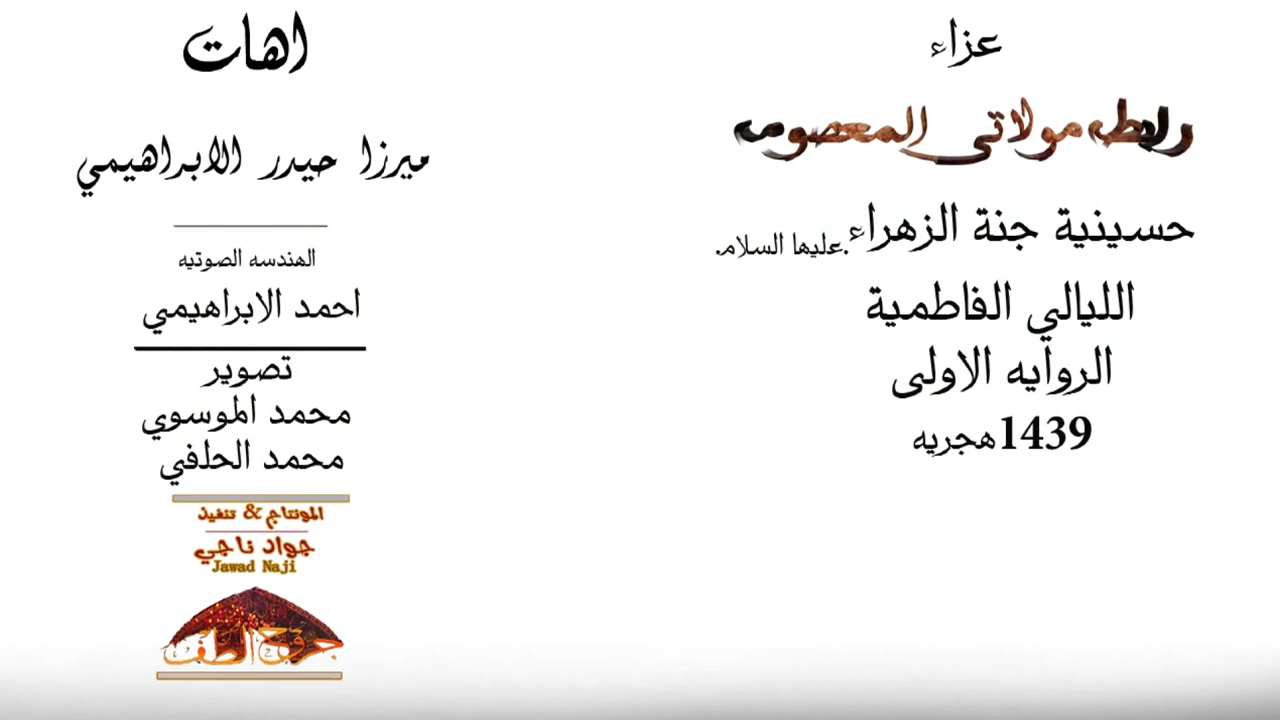 عزاء
رابطة مولاتي المعصومة
حسينية جنة الزهراء.عليها السلام.
الليالي الفاطمية
الروايه الاولى
1439هجريه
اهات
ميرزا حيدر الابراهيمي
الهندسه الصوتيه
احمد الابراهيمي
تصوير
محمد الموسوي
محمد الحلفي
المونتاج & تنفيذ
جواد ناجي
Jawad Naji
جروح الطف